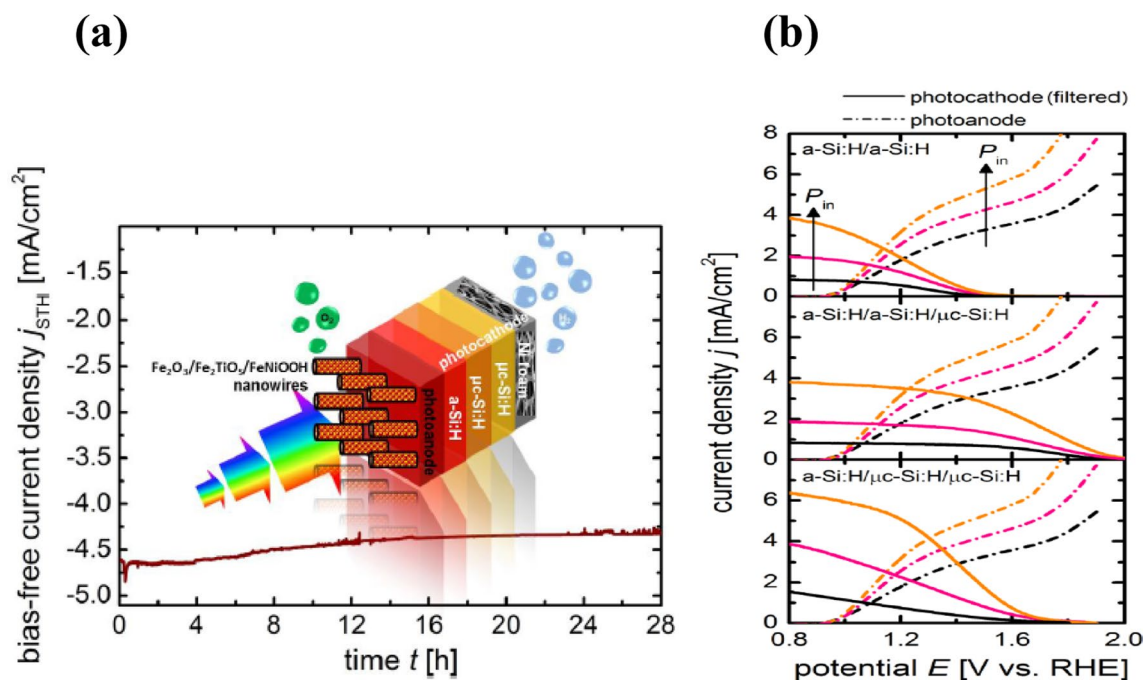 (a)
(b)
bias-free current density j_STH [mA/cm²]
-1.5
-2.0
-2.5
-3.0
-3.5
-4.0
-4.5
-5.0
0 4 8 12 16 20 24 28
time t [h]
O₂
H₂
Fe₂O₃/Fe₂TiO₅/FeNiOOH
nanowires
photoanode
photocathode
a-Si:H
μc-Si:H
μc-Si:H
Ni foam
photocathode (filtered)
photoanode
current density j [mA/cm²]
8
6
4
2
0
a-Si:H/a-Si:H
P_in
P_in
6
4
2
0
a-Si:H/a-Si:H/μc-Si:H
6
4
2
0
a-Si:H/μc-Si:H/μc-Si:H
0.8 1.2 1.6 2.0
potential E [V vs. RHE]